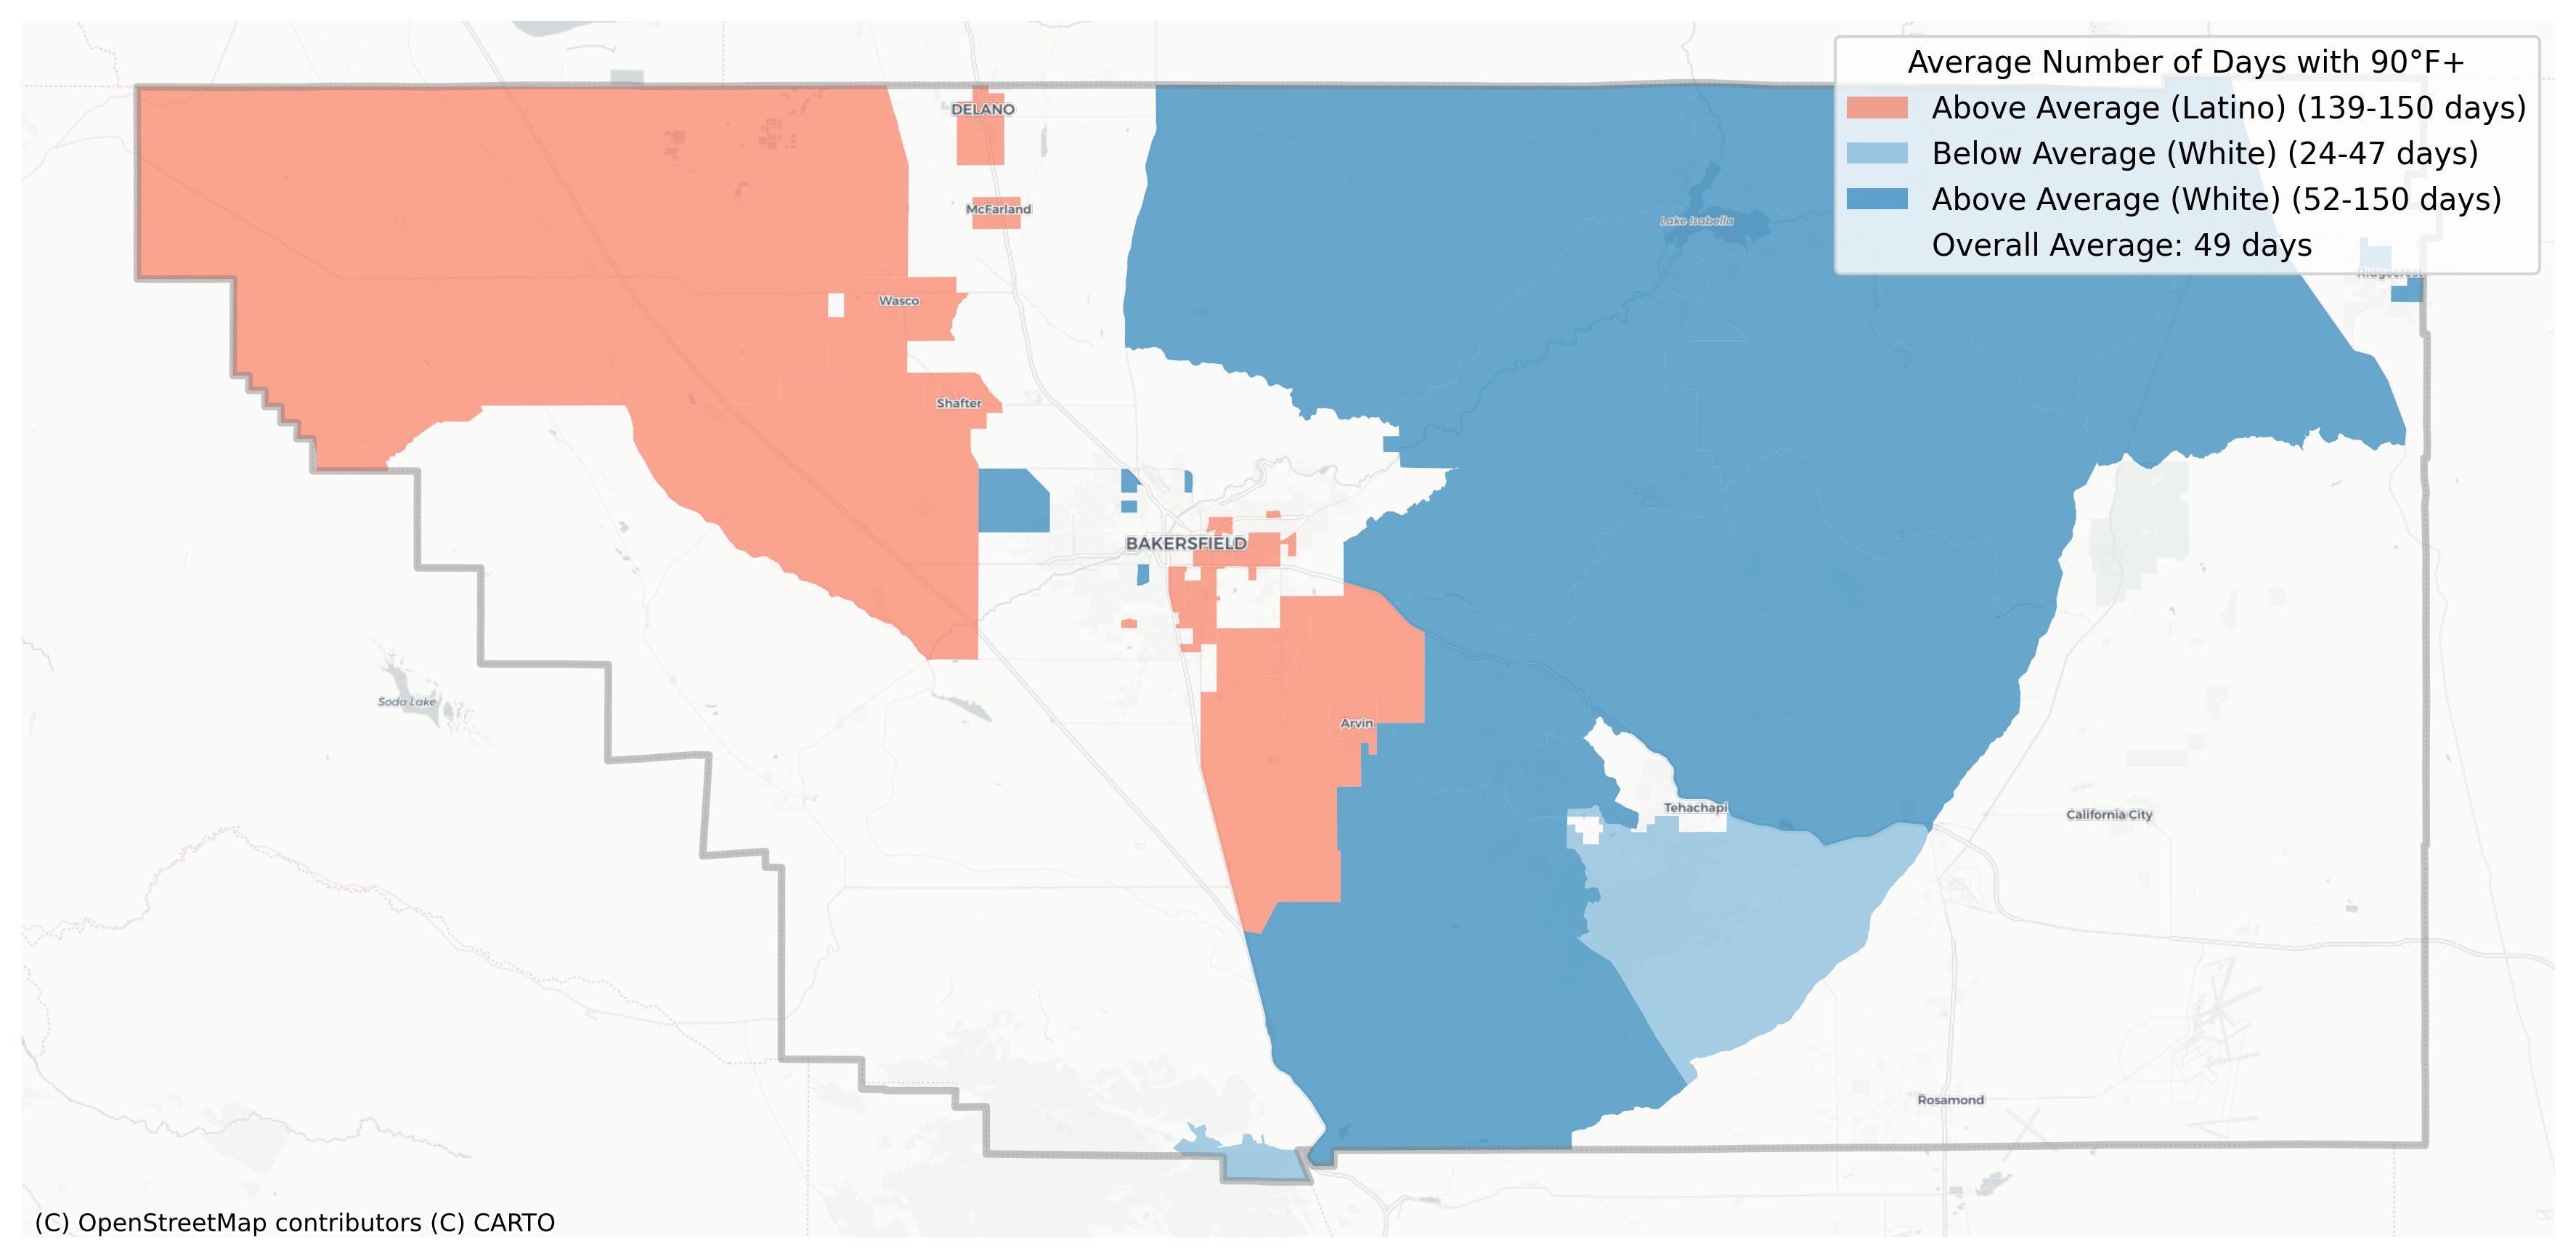 Average Number of Days with 90°F+
Above Average (Latino) (139-150 days)
Below Average (White) (24-47 days)
Above Average (White) (52-150 days)
Overall Average: 49 days
DELANO
McFarland
Lake Isabella
Ridgecrest
Wasco
Shafter
BAKERSFIELD
Soda Lake
Arvin
Tehachapi
California City
Rosamond
(C) OpenStreetMap contributors (C) CARTO